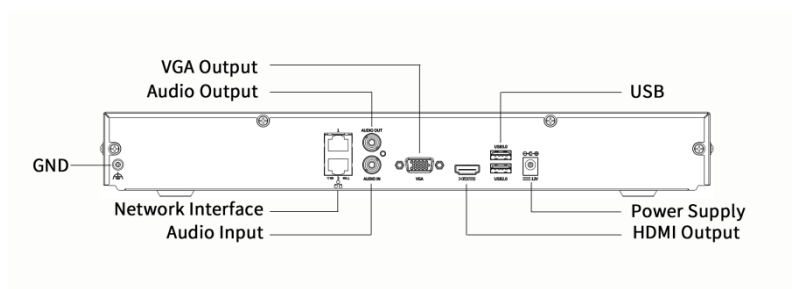 VGA Output
Audio Output
USB
AUDIO OUT
USB3.0
GND
AUDIO IN
VGA
USB2.0
12V
Network Interface
Audio Input
Power Supply
HDMI Output